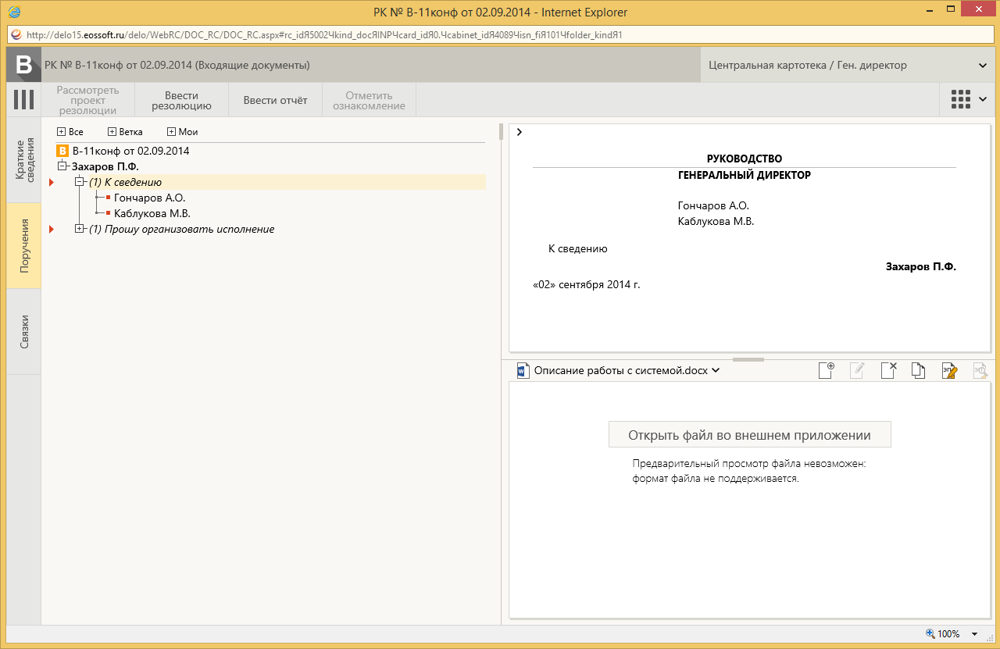 РК № В-11конф от 02.09.2014 - Internet Explorer
http://delo15.eossoft.ru/delo/WebRC/DOC_RC/DOC_RC.aspx#rc_idЯ5002Чkind_docЯINPЧcard_idЯ0.Чcabinet_idЯ4089Чisn_fiЯ101Чfolder_kindЯ1
В РК № В-11конф от 02.09.2014 (Входящие документы)
Центральная картотека / Ген. директор
Рассмотреть
проект
резолюции
Ввести
резолюцию
Ввести отчёт
Отметить
ознакомление
Краткие
сведения
Поручения
Связки
Все Ветка Мои
В В-11конф от 02.09.2014
Захаров П.Ф.
(1) К сведению
Гончаров А.О.
Каблукова М.В.
(1) Прошу организовать исполнение
РУКОВОДСТВО
ГЕНЕРАЛЬНЫЙ ДИРЕКТОР
Гончаров А.О.
Каблукова М.В.
К сведению
Захаров П.Ф.
«02» сентября 2014 г.
Описание работы с системой.docx
Открыть файл во внешнем приложении
Предварительный просмотр файла невозможен:
формат файла не поддерживается.
100%